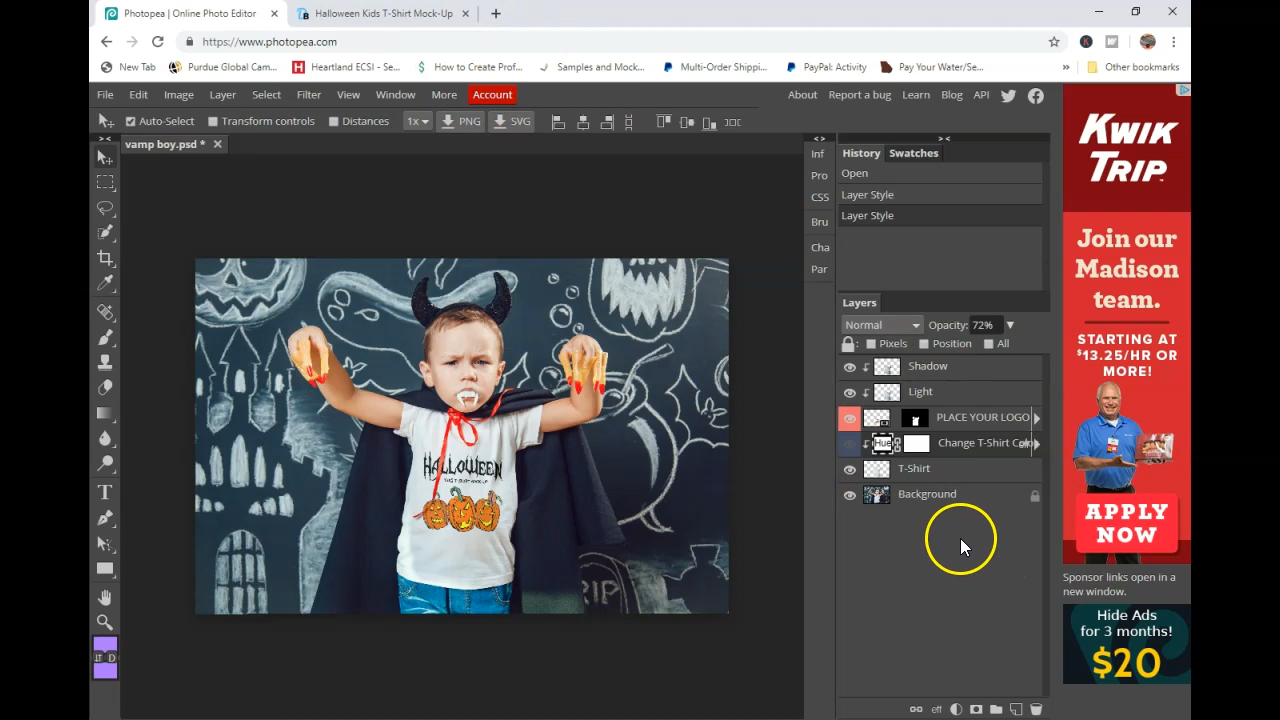 Photopea | Online Photo Editor
Halloween Kids T-Shirt Mock-Up
https://www.photopea.com
New Tab
Purdue Global Cam...
Heartland ECSI - Se...
How to Create Prof...
Samples and Mock...
Multi-Order Shippi...
PayPal: Activity
Pay Your Water/Se...
»
Other bookmarks
File Edit Image Layer Select Filter View Window More Account
About Report a bug Learn Blog API
Auto-Select Transform controls Distances 1x PNG SVG
vamp boy.psd *
Inf
Pro
CSS
Bru
Cha
Par
History Swatches
Open
Layer Style
Layer Style
Layers
Normal Opacity: 72%
Pixels Position All
Shadow
Light
PLACE YOUR LOGO
Hue Change T-Shirt
T-Shirt
Background
eff
HALLOWEEN
RIP
D
KWIK
TRIP
Join our
Madison
team.
STARTING AT
$13.25/HR OR
MORE!
APPLY
NOW
Sponsor links open in a
new window.
Hide Ads
for 3 months!
$20